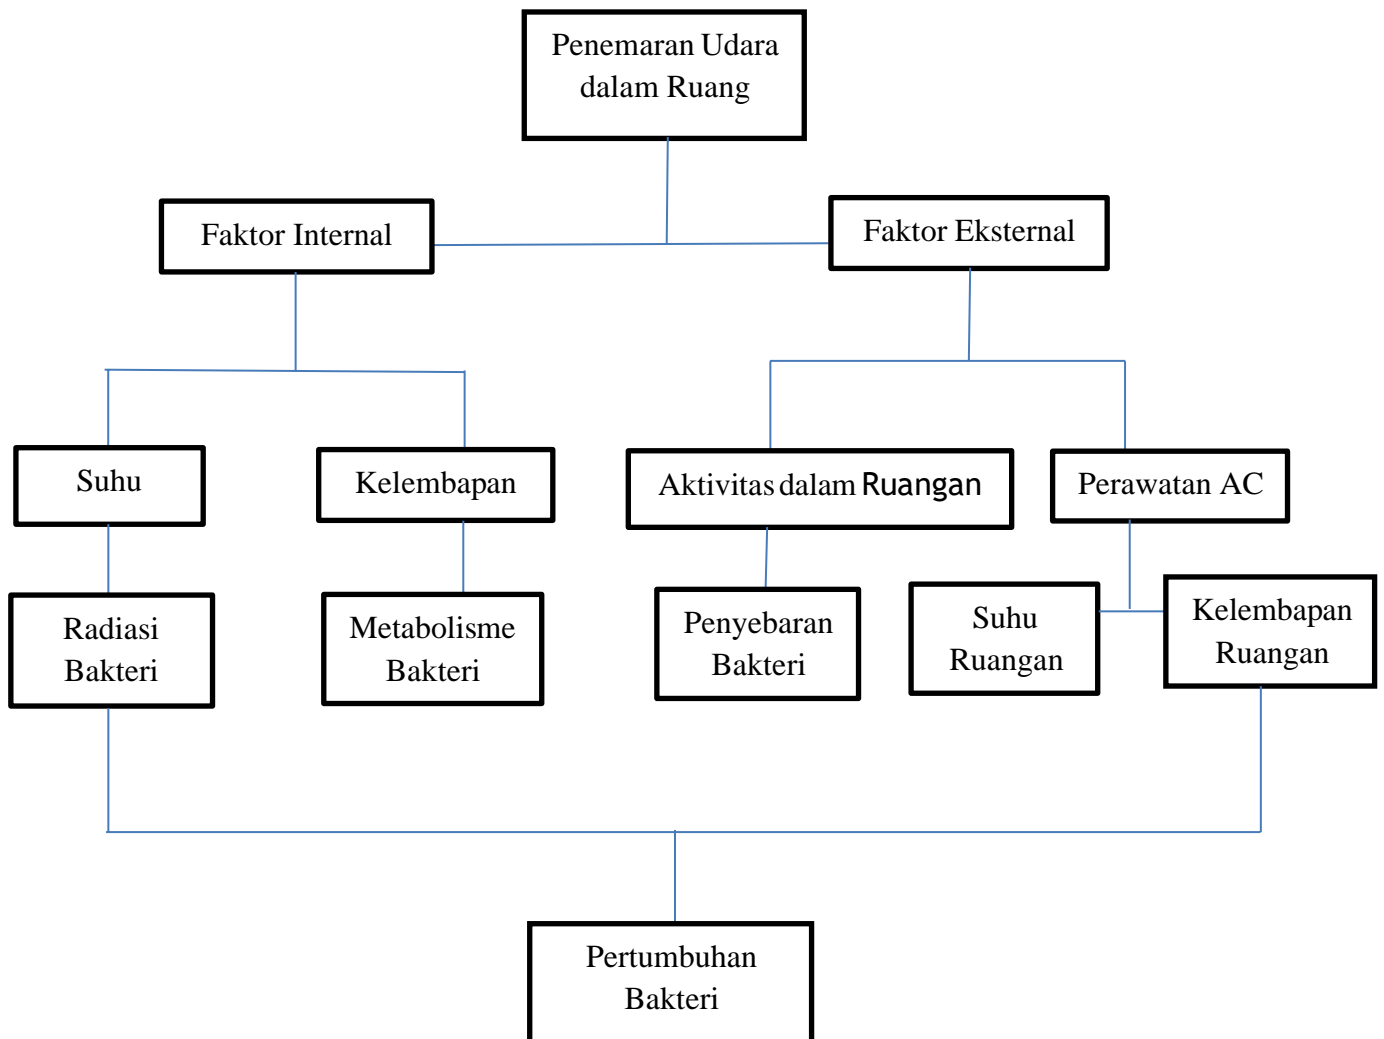 Penemaran Udara
dalam Ruang
Faktor Internal
Faktor Eksternal
Suhu
Kelembapan
Aktivitas dalam Ruangan
Perawatan AC
Radiasi
Bakteri
Metabolisme
Bakteri
Penyebaran
Bakteri
Suhu
Ruangan
Kelembapan
Ruangan
Pertumbuhan
Bakteri